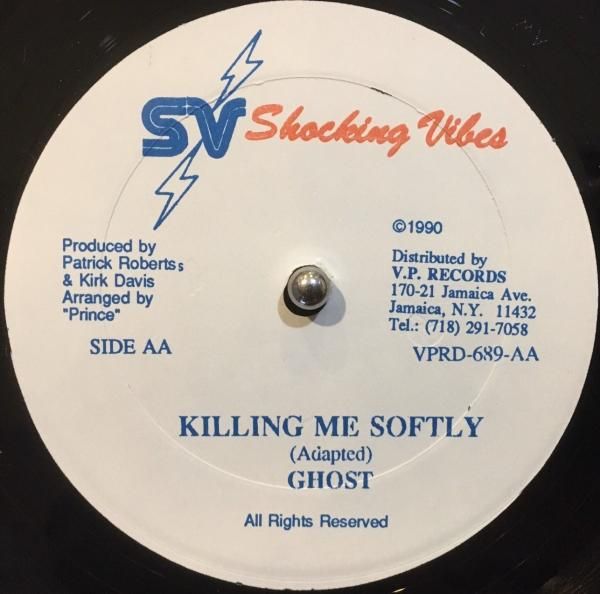 SV Shocking Vibes
©1990
Produced by
Patrick Robertss
& Kirk Davis
Arranged by
"Prince"
SIDE AA
Distributed by
V.P. RECORDS
170-21 Jamaica Ave.
Jamaica, N.Y. 11432
Tel.: (718) 291-7058
VPRD-689-AA
KILLING ME SOFTLY
(Adapted)
GHOST
All Rights Reserved